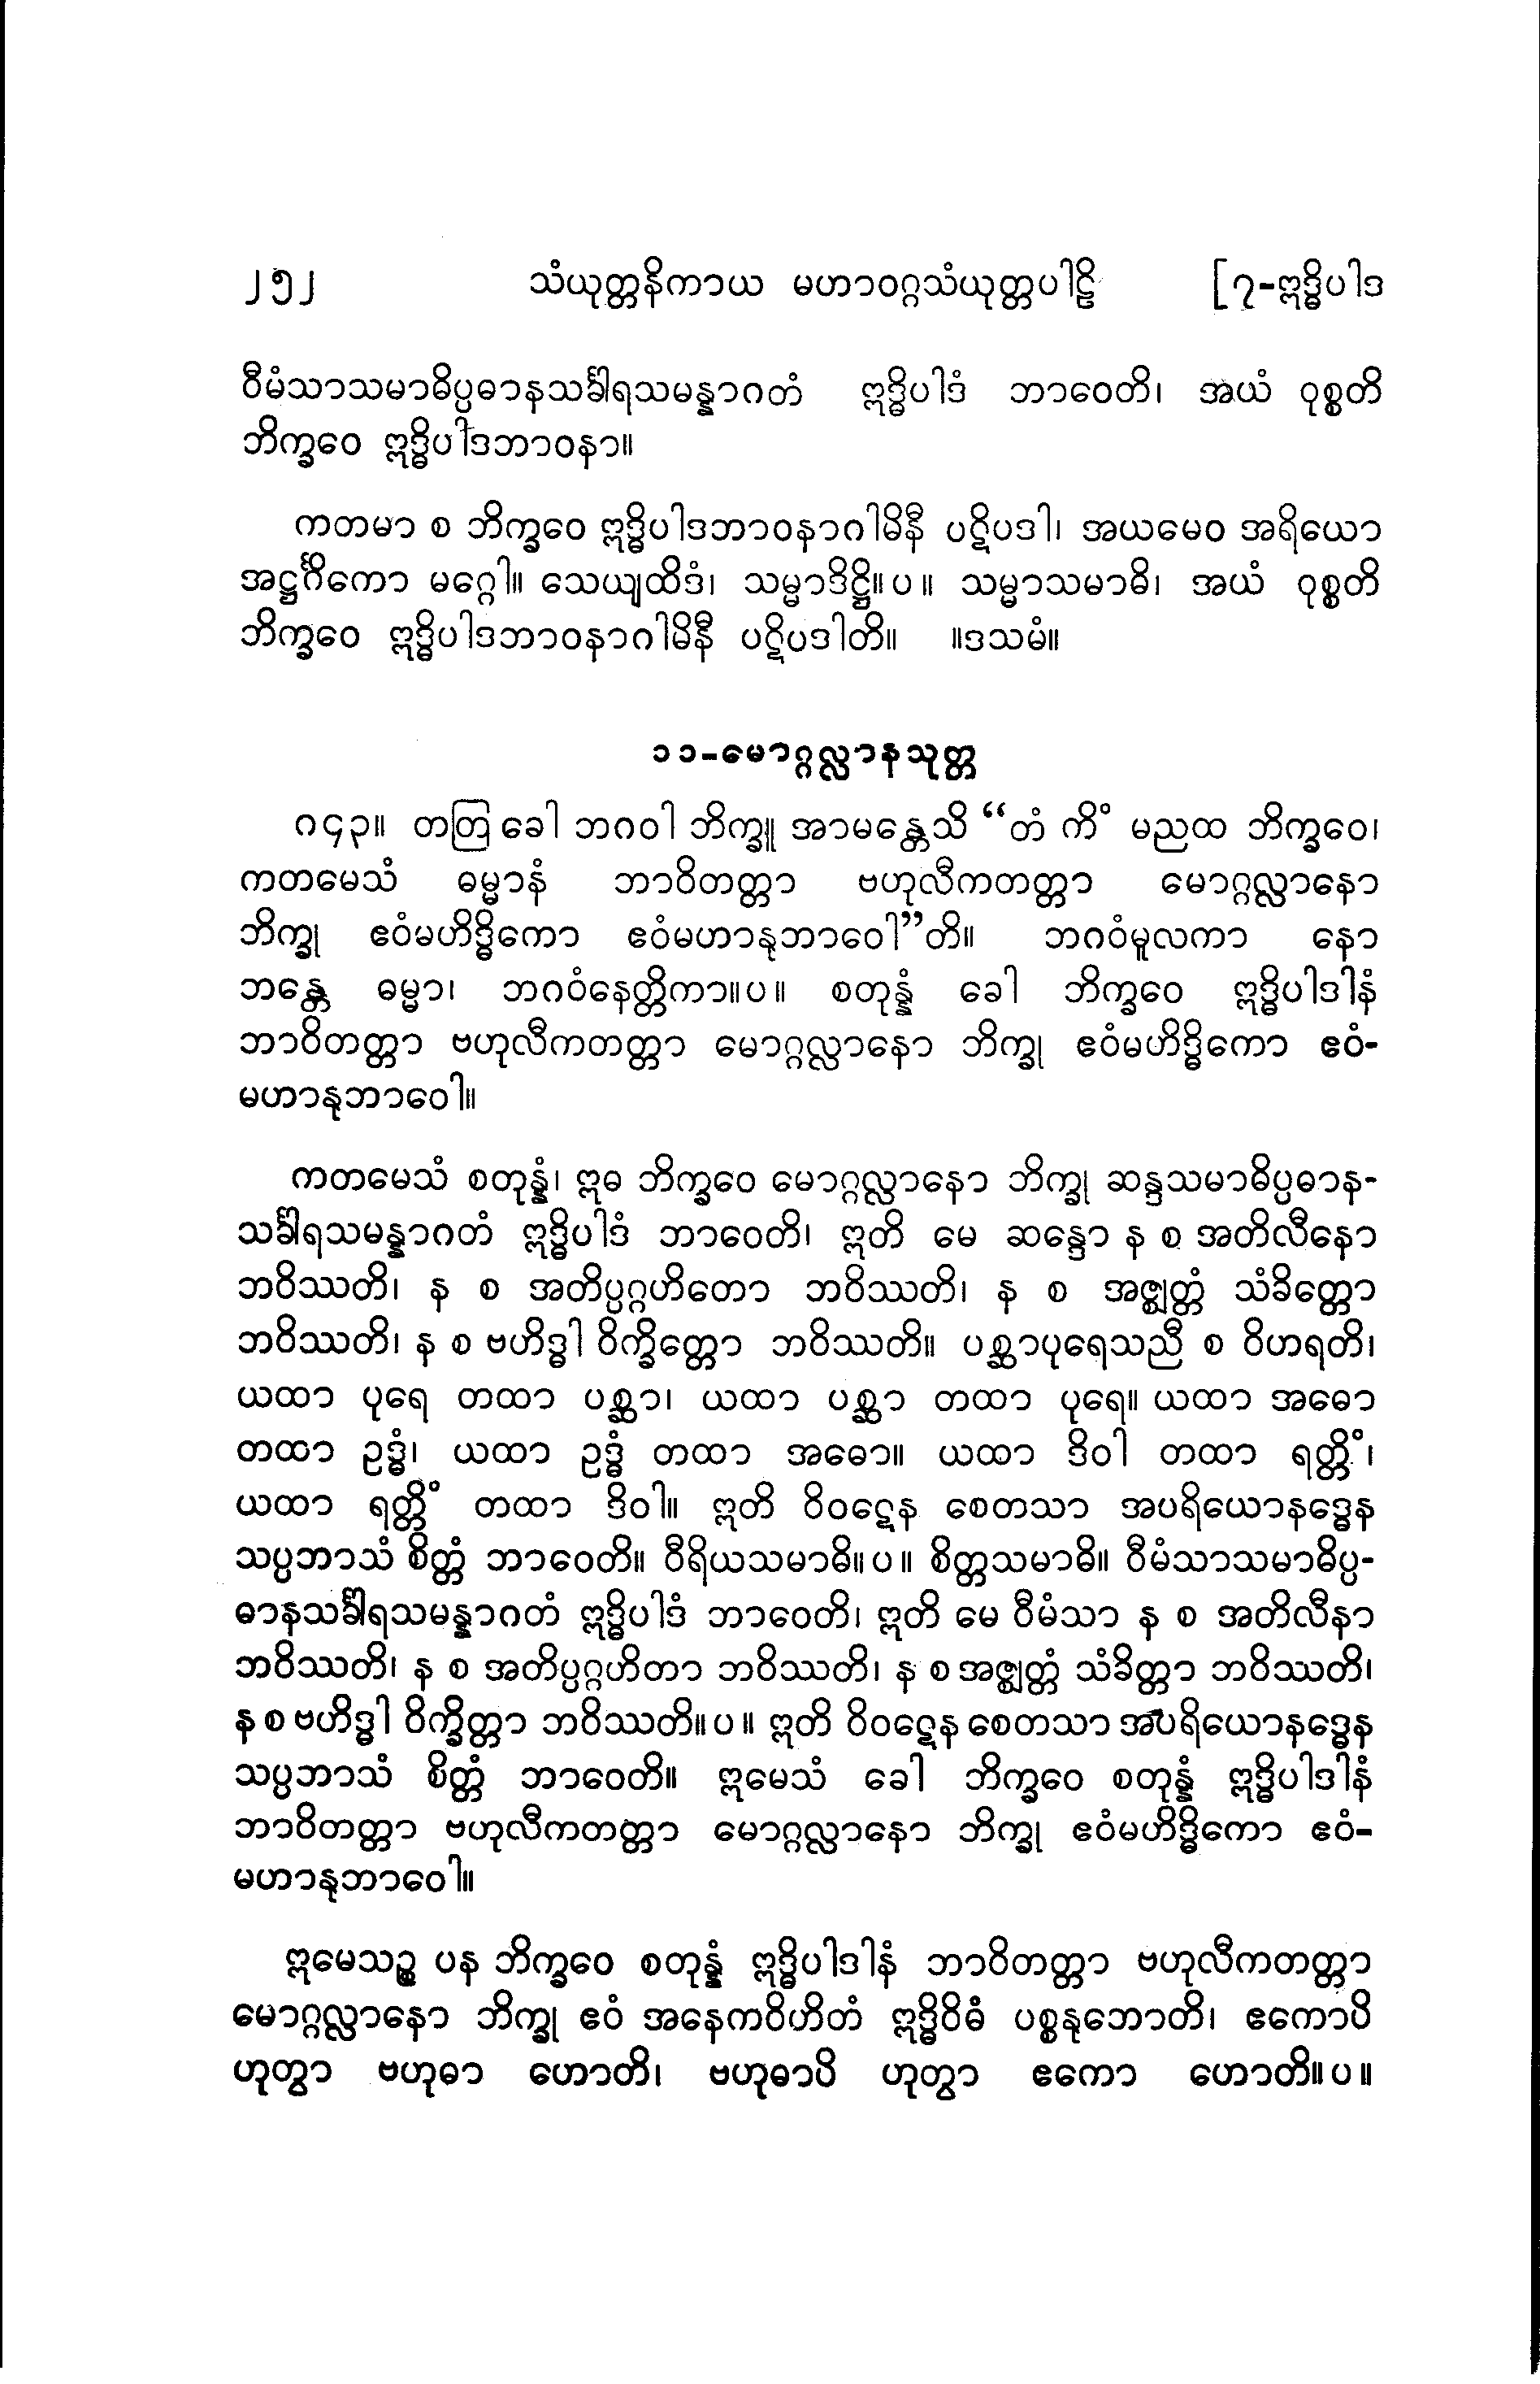 ၂၅၂ သံယုတ္တနိကာယ မဟာဝဂ္ဂသံယုတ္တပါဠိ [၇-ဣဒ္ဓိပါဒ
ဝီမံသာသမာဓိပ္ပဓာနသင်္ခါရသမန္နာဂတံ ဣဒ္ဓိပါဒံ ဘာဝေတိ၊ အယံ ဝုစ္စတိ
ဘိက္ခဝေ ဣဒ္ဓိပါဒဘာဝနာ။
ကတမာ စ ဘိက္ခဝေ ဣဒ္ဓိပါဒဘာဝနာဂါမိနီ ပဋိပဒါ၊ အယမေဝ အရိယော
အဋ္ဌင်္ဂိကော မဂ္ဂေါ။ သေယျထိဒံ၊ သမ္မာဒိဋ္ဌိ။ပ။ သမ္မာသမာဓိ၊ အယံ ဝုစ္စတိ
ဘိက္ခဝေ ဣဒ္ဓိပါဒဘာဝနာဂါမိနီ ပဋိပဒါတိ။ ။ဒသမံ။
၁၁-မောဂ္ဂလ္လာနသုတ္တ
၈၄၃။ တတြ ခေါ ဘဂဝါ ဘိက္ခူ အာမန္တေသိ “တံ ကိံ မညထ ဘိက္ခဝေ၊
ကတမေသံ ဓမ္မာနံ ဘာဝိတတ္တာ ဗဟုလီကတတ္တာ မောဂ္ဂလ္လာနော
ဘိက္ခု ဧဝံမဟိဒ္ဓိကော ဧဝံမဟာနုဘာဝေါ”တိ။ ဘဂဝံမူလကာ နော
ဘန္တေ ဓမ္မာ၊ ဘဂဝံနေတ္တိကာ။ပ။ စတုန္နံ ခေါ ဘိက္ခဝေ ဣဒ္ဓိပါဒါနံ
ဘာဝိတတ္တာ ဗဟုလီကတတ္တာ မောဂ္ဂလ္လာနော ဘိက္ခု ဧဝံမဟိဒ္ဓိကော ဧဝံ-
မဟာနုဘာဝေါ။
ကတမေသံ စတုန္နံ၊ ဣဓ ဘိက္ခဝေ မောဂ္ဂလ္လာနော ဘိက္ခု ဆန္ဒသမာဓိပ္ပဓာန-
သင်္ခါရသမန္နာဂတံ ဣဒ္ဓိပါဒံ ဘာဝေတိ၊ ဣတိ မေ ဆန္ဒော န စ အတိလီနော
ဘဝိဿတိ၊ န စ အတိပ္ပဂ္ဂဟိတော ဘဝိဿတိ၊ န စ အဇ္ဈတ္တံ သံခိတ္တော
ဘဝိဿတိ၊ န စ ဗဟိဒ္ဓါ ဝိက္ခိတ္တော ဘဝိဿတိ။ ပစ္ဆာပုရေသညီ စ ဝိဟရတိ၊
ယထာ ပုရေ တထာ ပစ္ဆာ၊ ယထာ ပစ္ဆာ တထာ ပုရေ။ ယထာ အဓော
တထာ ဥဒ္ဓံ၊ ယထာ ဥဒ္ဓံ တထာ အဓော။ ယထာ ဒိဝါ တထာ ရတ္တိံ၊
ယထာ ရတ္တိံ တထာ ဒိဝါ။ ဣတိ ဝိဝဋေန စေတသာ အပရိယောနဒ္ဓေန
သပ္ပဘာသံ စိတ္တံ ဘာဝေတိ။ ဝီရိယသမာဓိ။ပ။ စိတ္တသမာဓိ။ ဝီမံသာသမာဓိပ္ပ-
ဓာနသင်္ခါရသမန္နာဂတံ ဣဒ္ဓိပါဒံ ဘာဝေတိ၊ ဣတိ မေ ဝီမံသာ န စ အတိလီနာ
ဘဝိဿတိ၊ န စ အတိပ္ပဂ္ဂဟိတာ ဘဝိဿတိ၊ န စ အဇ္ဈတ္တံ သံခိတ္တာ ဘဝိဿတိ၊
န စ ဗဟိဒ္ဓါ ဝိက္ခိတ္တာ ဘဝိဿတိ။ပ။ ဣတိ ဝိဝဋေန စေတသာ အပရိယောနဒ္ဓေန
သပ္ပဘာသံ စိတ္တံ ဘာဝေတိ။ ဣမေသံ ခေါ ဘိက္ခဝေ စတုန္နံ ဣဒ္ဓိပါဒါနံ
ဘာဝိတတ္တာ ဗဟုလီကတတ္တာ မောဂ္ဂလ္လာနော ဘိက္ခု ဧဝံမဟိဒ္ဓိကော ဧဝံ-
မဟာနုဘာဝေါ။
ဣမေသဉ္စ ပန ဘိက္ခဝေ စတုန္နံ ဣဒ္ဓိပါဒါနံ ဘာဝိတတ္တာ ဗဟုလီကတတ္တာ
မောဂ္ဂလ္လာနော ဘိက္ခု ဧဝံ အနေကဝိဟိတံ ဣဒ္ဓိဝိဓံ ပစ္စနုဘောတိ၊ ဧကောပိ
ဟုတွာ ဗဟုဓာ ဟောတိ၊ ဗဟုဓာပိ ဟုတွာ ဧကော ဟောတိ။ပ။